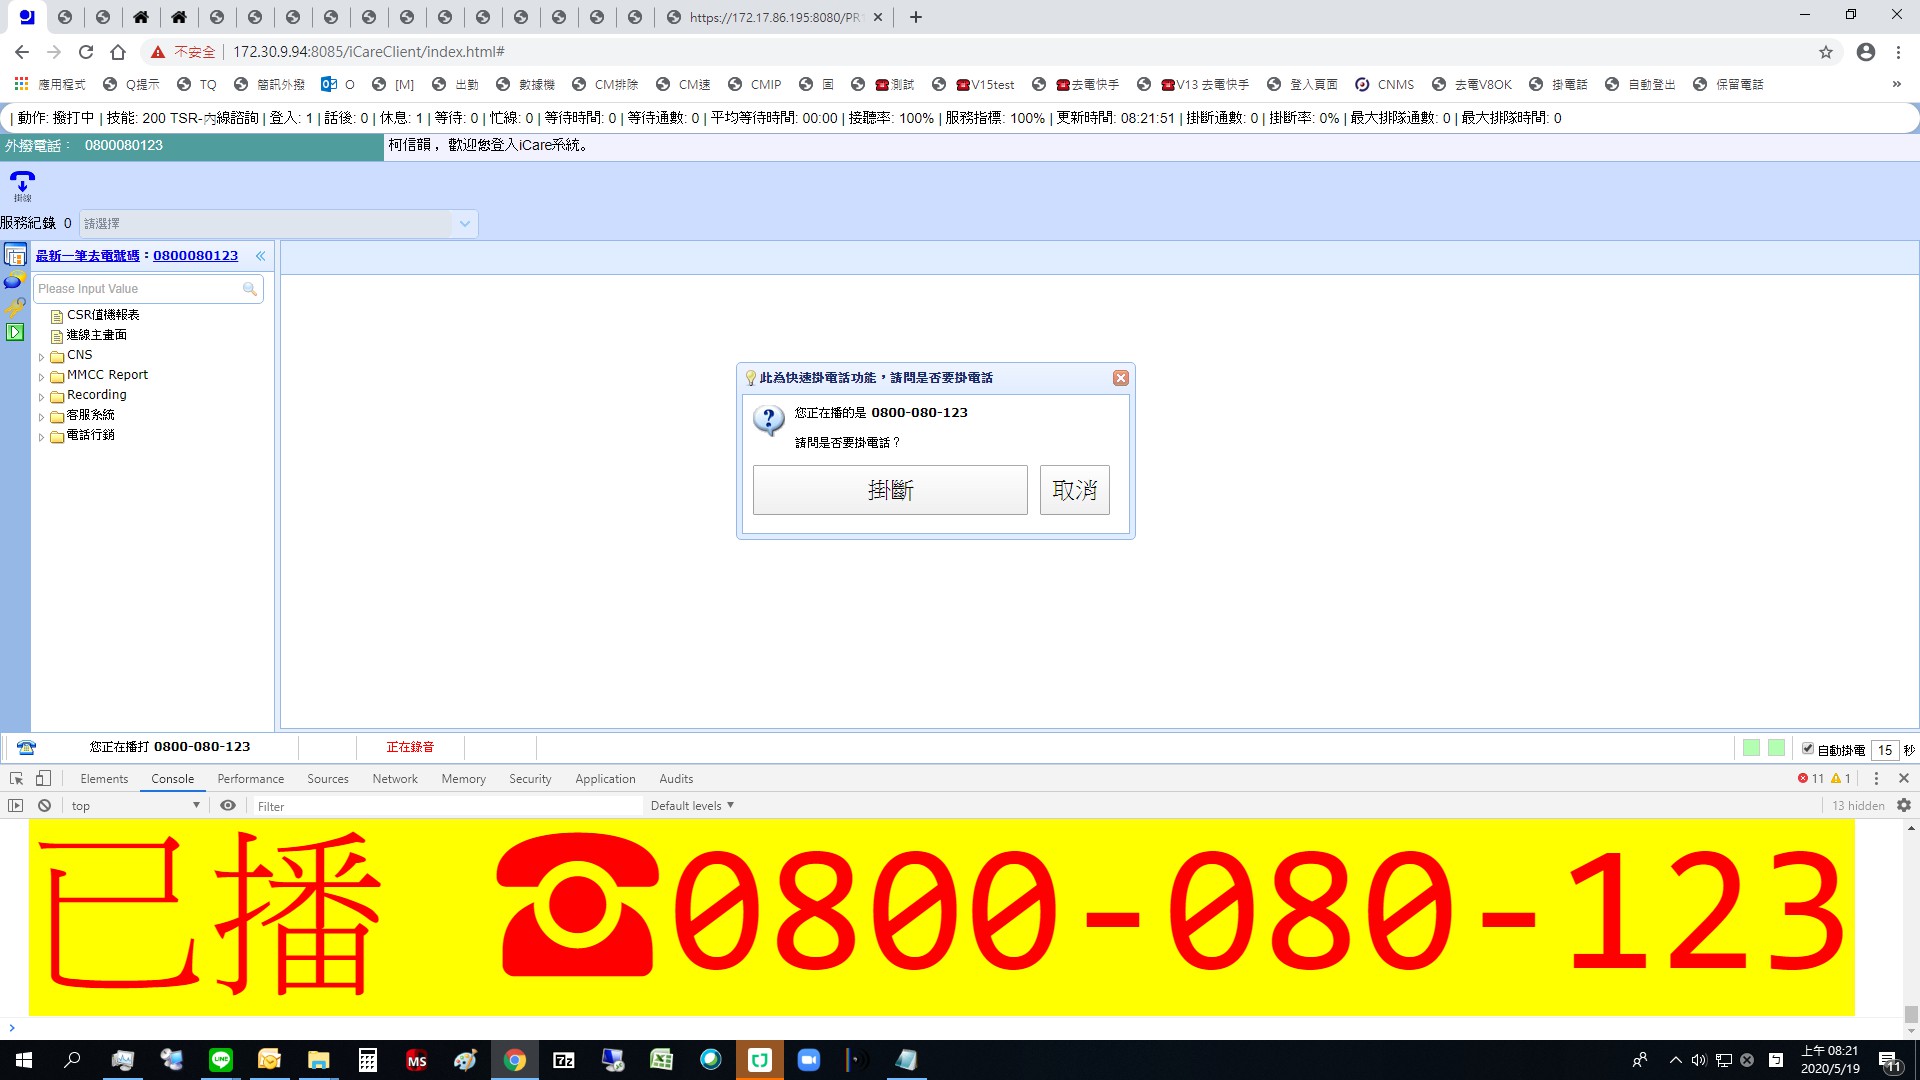 https://172.17.86.195:8080/PR
不安全 172.30.9.94:8085/iCareClient/index.html#
應用程式 Q提示 TQ 簡訊外撥 O [M] 出勤 數據機 CM排除 CM速 CMIP 圖 ☎測試 ☎V15test ☎去電快手 ☎V13 去電快手 登入頁面 CNMS 去電V8OK 掛電話 自動登出 保留電話 »
| 動作: 撥打中 | 技能: 200 TSR-內線諮詢 | 登入: 1 | 話後: 0 | 休息: 1 | 等待: 0 | 忙線: 0 | 等待時間: 0 | 等待通數: 0 | 平均等待時間: 00:00 | 接聽率: 100% | 服務指標: 100% | 更新時間: 08:21:51 | 掛斷通數: 0 | 掛斷率: 0% | 最大排隊通數: 0 | 最大排隊時間: 0
外撥電話： 0800080123 柯信韻， 歡迎您登入iCare系統。
掛線
服務紀錄 0 請選擇
最新一筆去電號碼：0800080123 «
Please Input Value
CSR值機報表
進線主畫面
CNS
MMCC Report
Recording
客服系統
電話行銷
此為快速掛電話功能，請問是否要掛電話
您正在播的是 0800-080-123
請問是否要掛電話？
掛斷 取消
您正在播打 0800-080-123 正在錄音 自動掛電 15 秒
Elements Console Performance Sources Network Memory Security Application Audits 11 1
top Filter Default levels 13 hidden
已播 ☎0800-080-123
>
LINE MS 7z 上午 08:21
2020/5/19 11